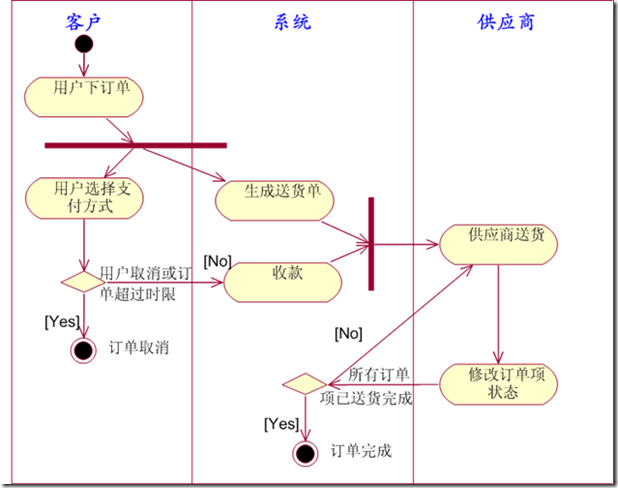 客户
系统
供应商
用户下订单
用户选择支
付方式
生成送货单
供应商送货
[No]
用户取消或订
单超过时限
收款
[Yes]
订单取消
[No]
所有订单
项已送货完成
修改订单项
状态
[Yes]
订单完成